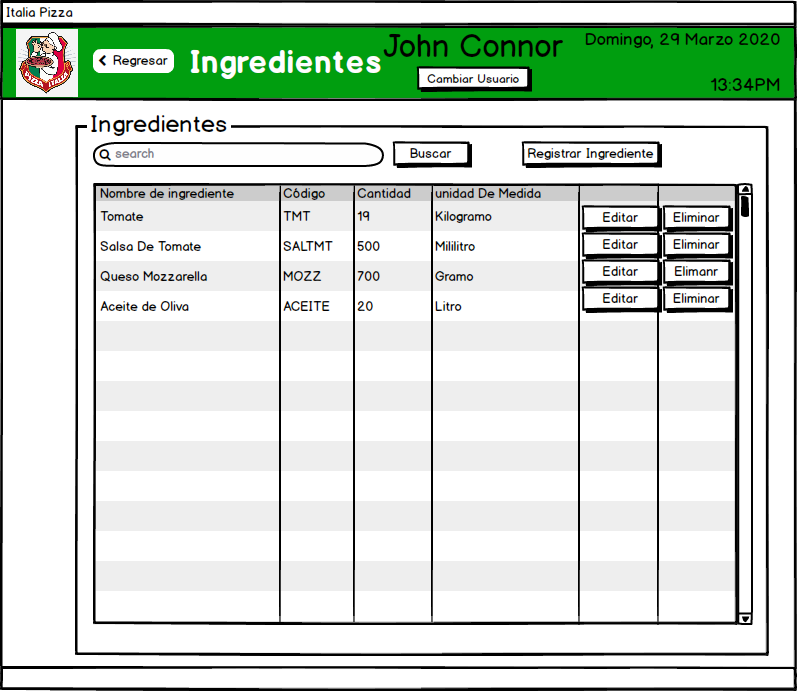 Italia Pizza
Regresar
Ingredientes
John Connor
Cambiar Usuario
Domingo, 29 Marzo 2020
13:34PM
Ingredientes
search
Buscar
Registrar Ingrediente
Nombre de ingrediente Código Cantidad unidad De Medida
Tomate TMT 19 Kilogramo Editar Eliminar
Salsa De Tomate SALTMT 500 Mililitro Editar Eliminar
Queso Mozzarella MOZZ 700 Gramo Editar Elimanr
Aceite de Oliva ACEITE 20 Litro Editar Eliminar